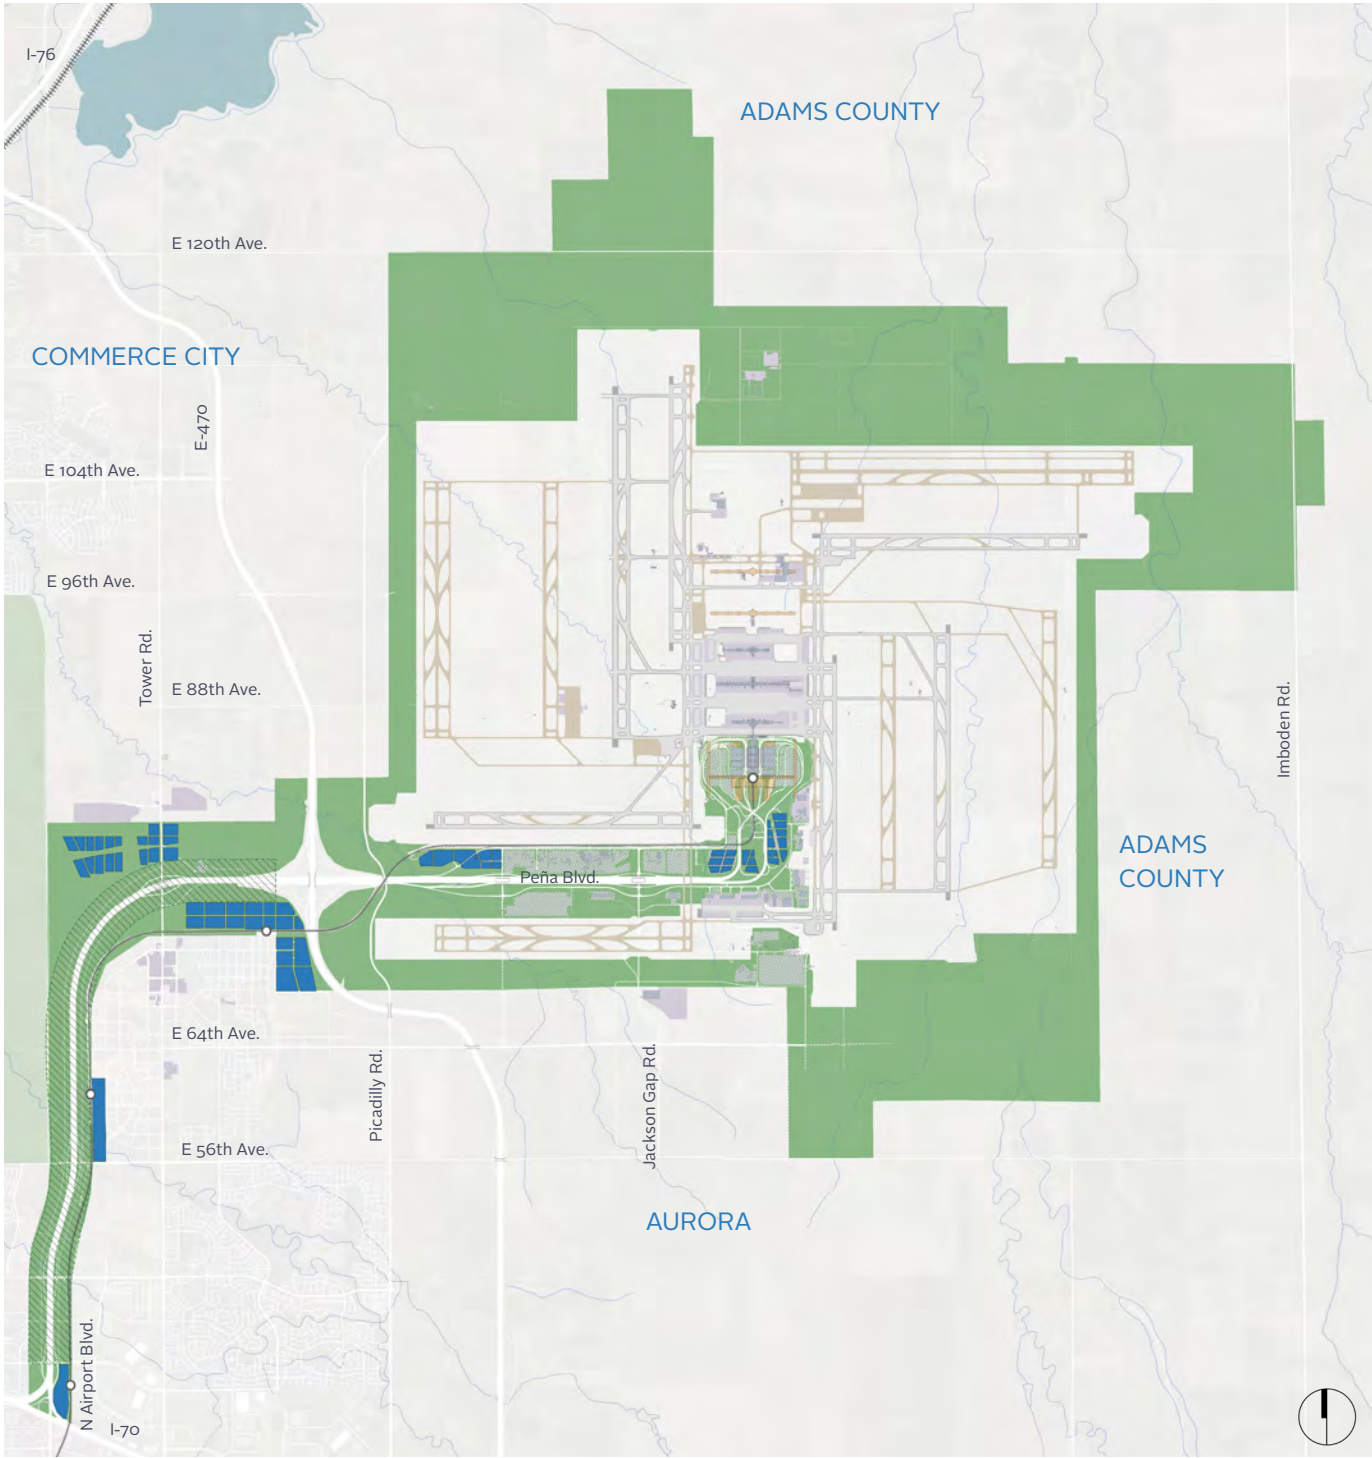 I-76
ADAMS COUNTY
E 120th Ave.
COMMERCE CITY
E-470
E 104th Ave.
E 96th Ave.
Tower Rd.
E 88th Ave.
Imboden Rd.
ADAMS
COUNTY
Peña Blvd.
E 64th Ave.
Picadilly Rd.
Jackson Gap Rd.
E 56th Ave.
AURORA
N Airport Blvd.
I-70